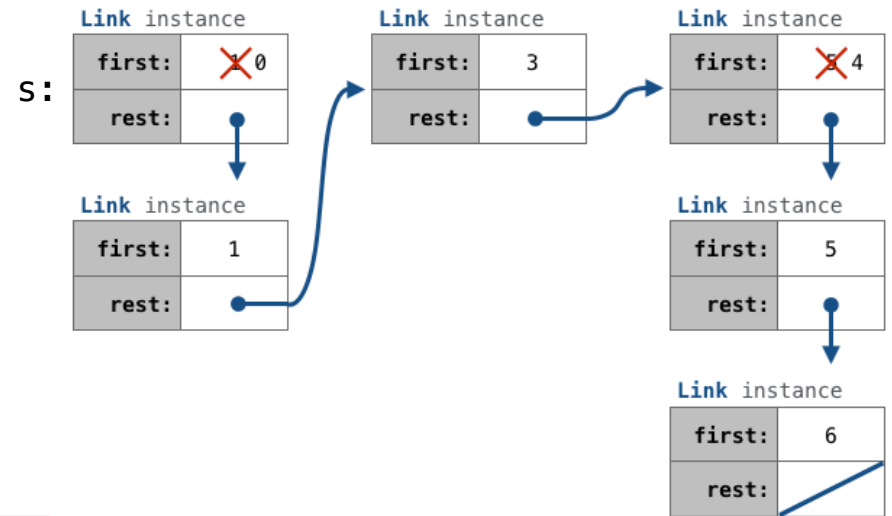 Link instance
Link instance
Link instance
s:
first: 1 0
first: 3
first: 5 4
rest:
rest:
rest:
Link instance
Link instance
first: 1
first: 5
rest:
rest:
Link instance
first: 6
rest: